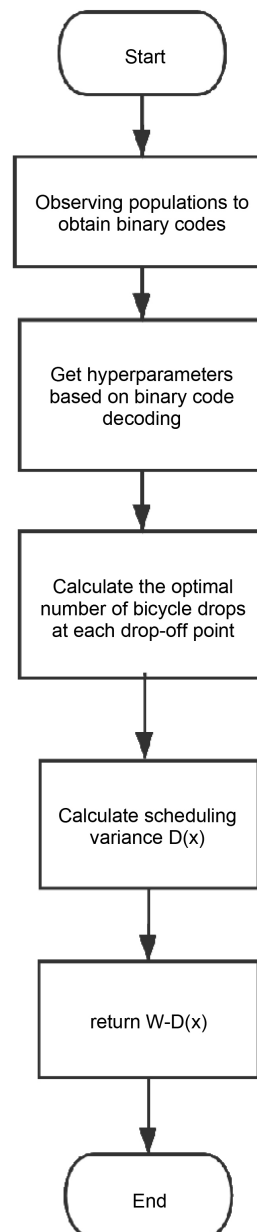 Start
Observing populations to
obtain binary codes
Get hyperparameters
based on binary code
decoding
Calculate the optimal
number of bicycle drops
at each drop-off point
Calculate scheduling
variance D(x)
return W-D(x)
End